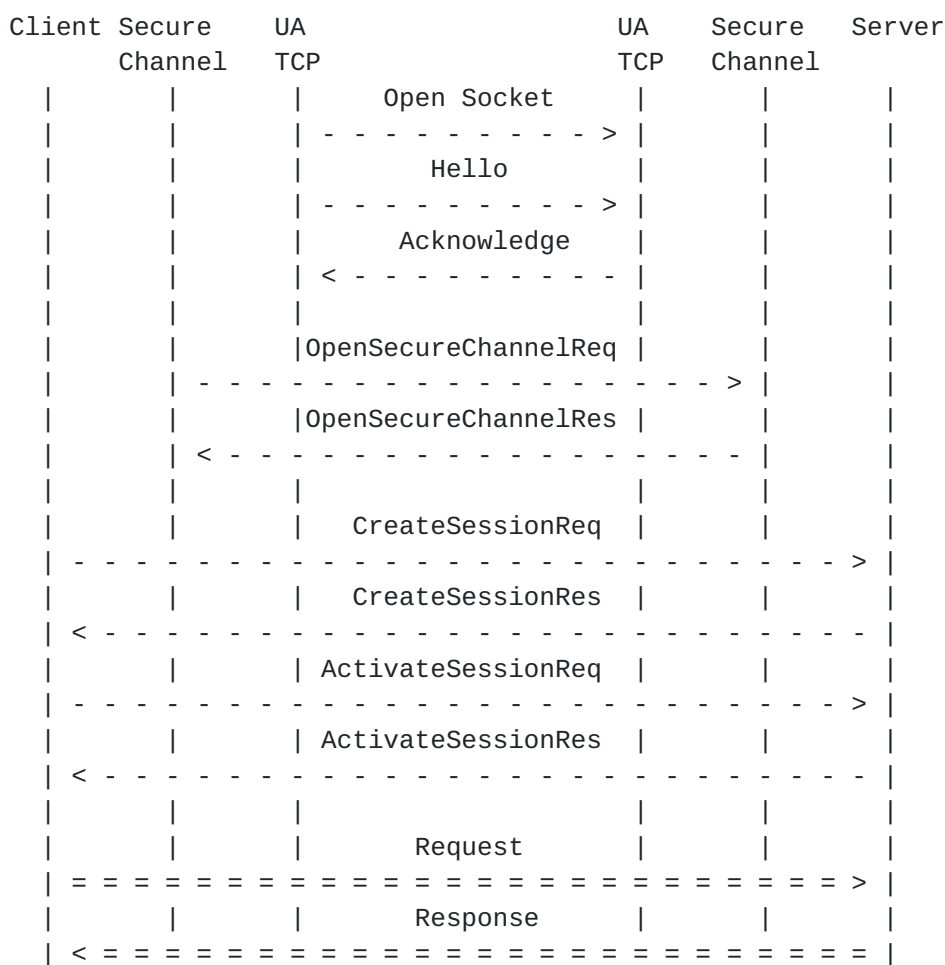 Client Secure    UA                    UA    Secure   Server
       Channel   TCP                   TCP   Channel
  |       |       |     Open Socket     |       |       |
  |       |       | - - - - - - - - - > |       |       |
  |       |       |        Hello        |       |       |
  |       |       | - - - - - - - - - > |       |       |
  |       |       |      Acknowledge    |       |       |
  |       |       | < - - - - - - - - - |       |       |
  |       |       |                     |       |       |
  |       |       |OpenSecureChannelReq |       |       |
  |       | - - - - - - - - - - - - - - - - - > |       |
  |       |       |OpenSecureChannelRes |       |       |
  |       | < - - - - - - - - - - - - - - - - - |       |
  |       |       |                     |       |       |
  |       |       |   CreateSessionReq  |       |       |
  | - - - - - - - - - - - - - - - - - - - - - - - - - > |
  |       |       |   CreateSessionRes  |       |       |
  | < - - - - - - - - - - - - - - - - - - - - - - - - - |
  |       |       | ActivateSessionReq  |       |       |
  | - - - - - - - - - - - - - - - - - - - - - - - - - > |
  |       |       | ActivateSessionRes  |       |       |
  | < - - - - - - - - - - - - - - - - - - - - - - - - - |
  |       |       |                     |       |       |
  |       |       |       Request       |       |       |
  | = = = = = = = = = = = = = = = = = = = = = = = = = > |
  |       |       |       Response      |       |       |
  | < = = = = = = = = = = = = = = = = = = = = = = = = = |